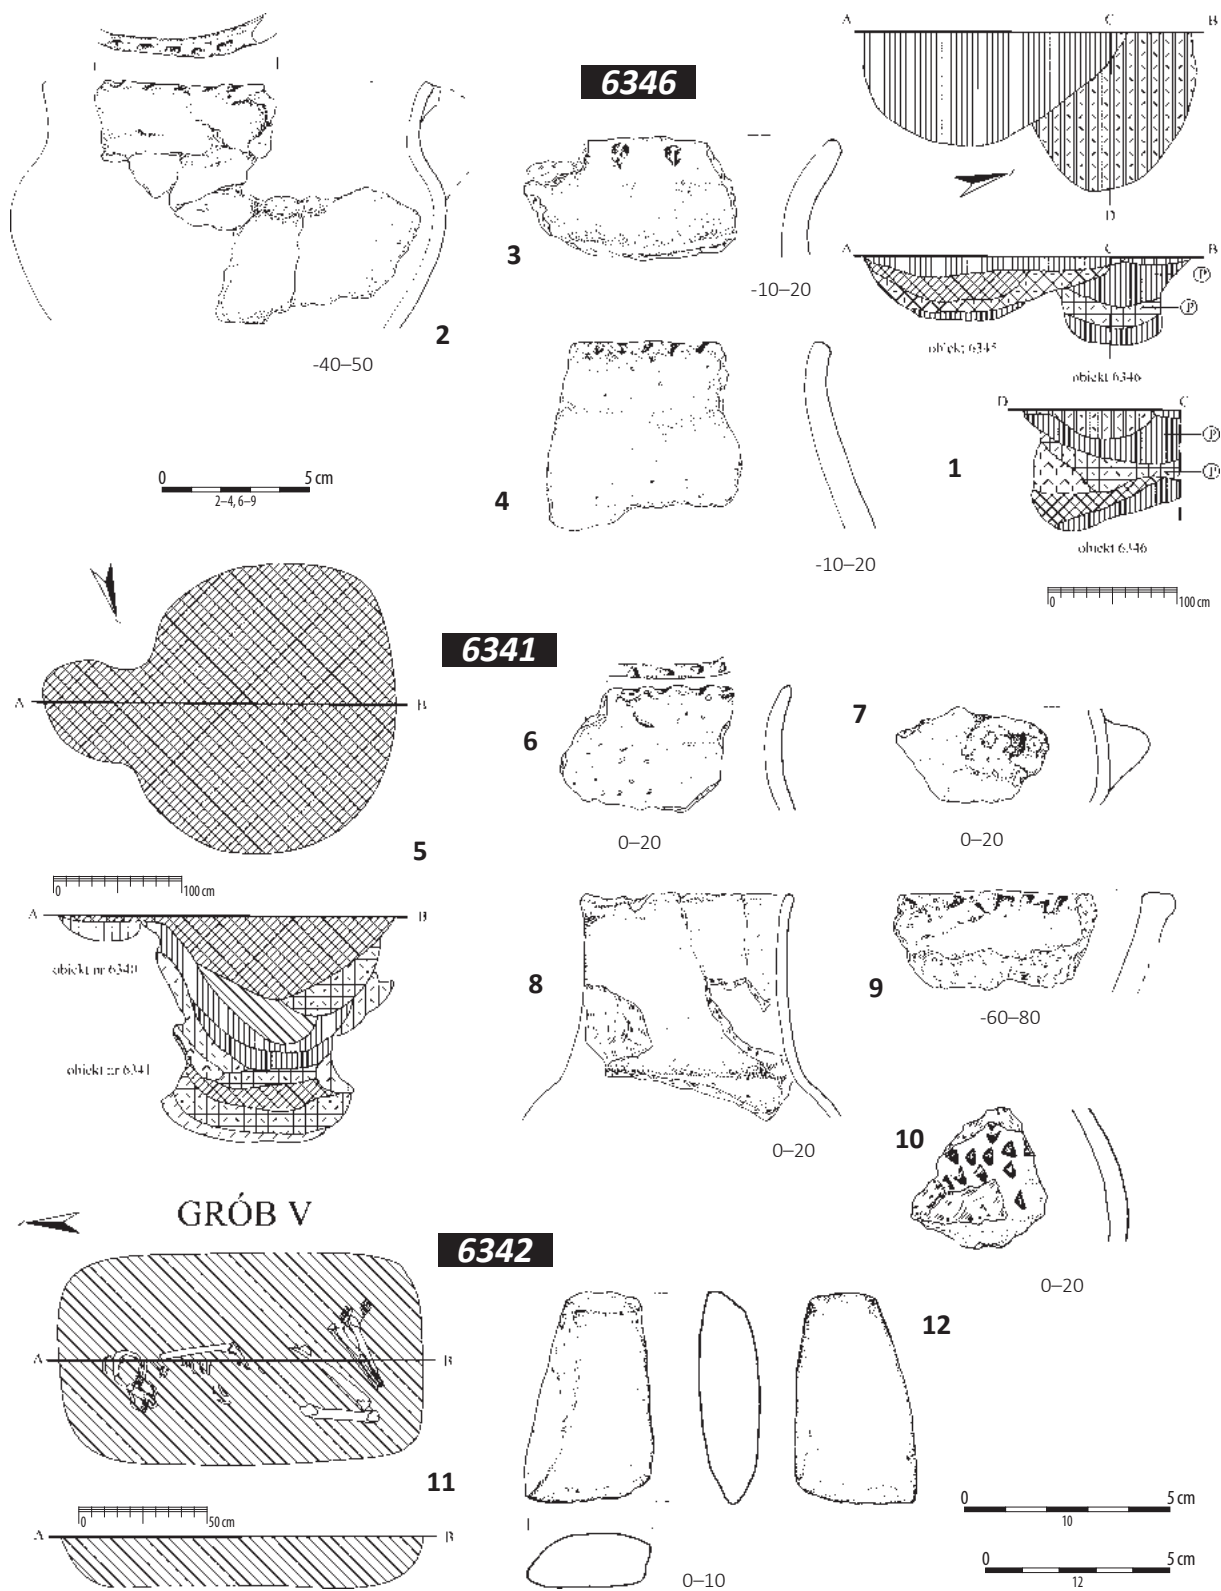 A
C
B
6346
D
3
-10–20
2
-40–50
A
C
B
P
P
obiekt 6345
obiekt 6346
D
C
1
P
P
obiekt 6346
0
100 cm
4
-10–20
0
5 cm
2–4, 6–9
6341
A
B
5
0
100 cm
6
0–20
7
0–20
A
B
obiekt nr 6340
obiekt nr 6341
8
0–20
9
-60–80
10
0–20
GRÓB V
6342
A
B
11
0
50 cm
A
B
12
0–10
0
5 cm
10
0
5 cm
12